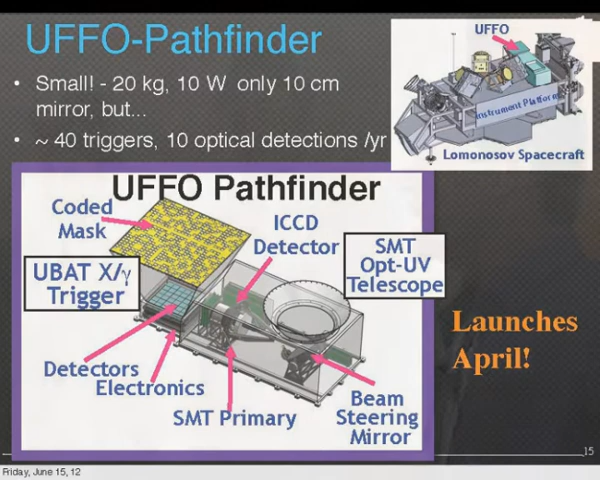 UFFO-Pathfinder
• Small! - 20 kg, 10 W only 10 cm
mirror, but...
• ~ 40 triggers, 10 optical detections /yr
UFFO
Instrument Platform
Lomonosov Spacecraft
UFFO Pathfinder
Coded
Mask
ICCD
Detector
SMT
Opt-UV
Telescope
UBAT X/γ
Trigger
Launches
April!
Detectors
Electronics
SMT Primary
Beam
Steering
Mirror
15
Friday, June 15, 12